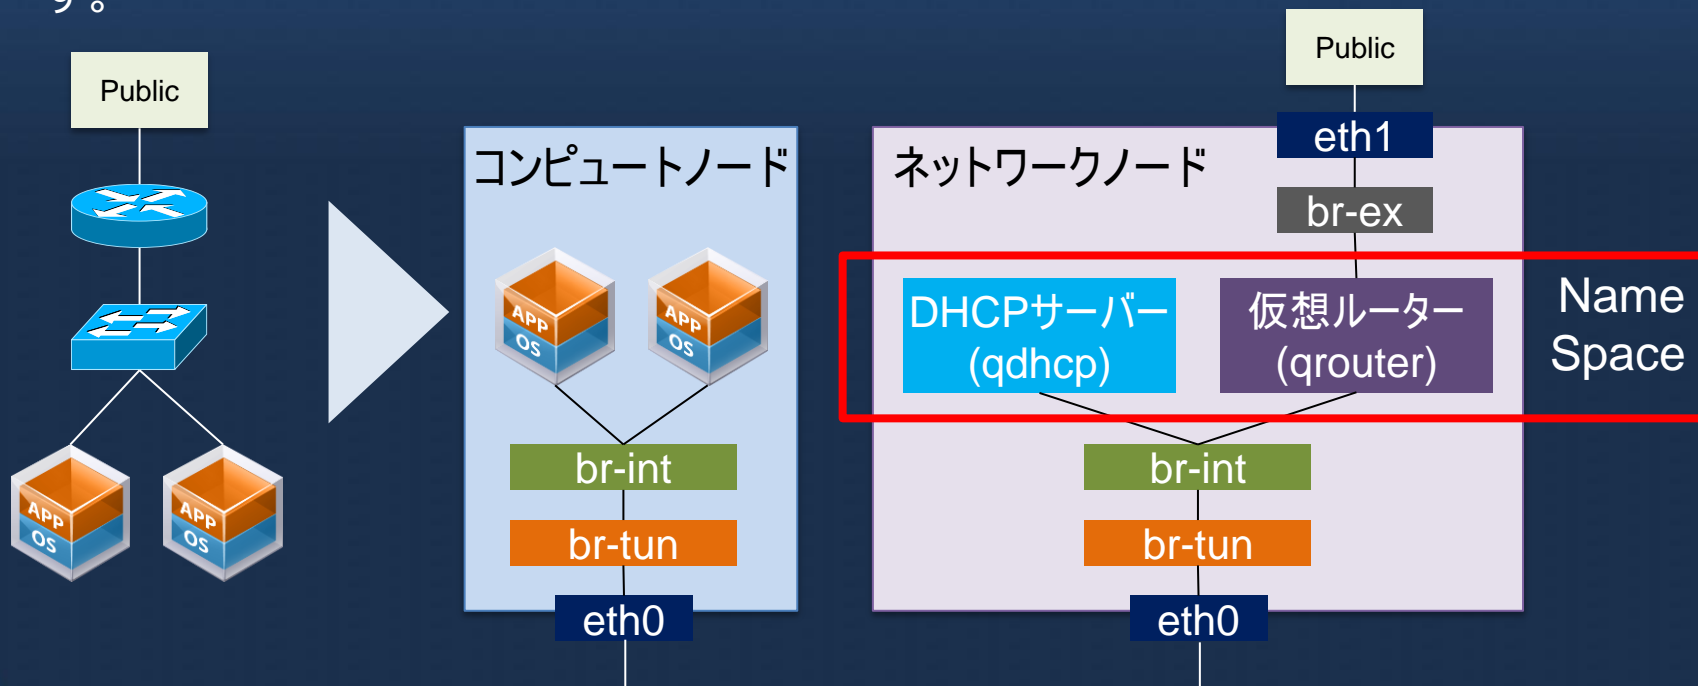 す。
Public
APP
OS
APP
OS
コンピュートノード
APP
OS
APP
OS
br-int
br-tun
eth0
Public
eth1
ネットワークノード
br-ex
DHCPサーバー
(qdhcp)
仮想ルーター
(qrouter)
Name
Space
br-int
br-tun
eth0